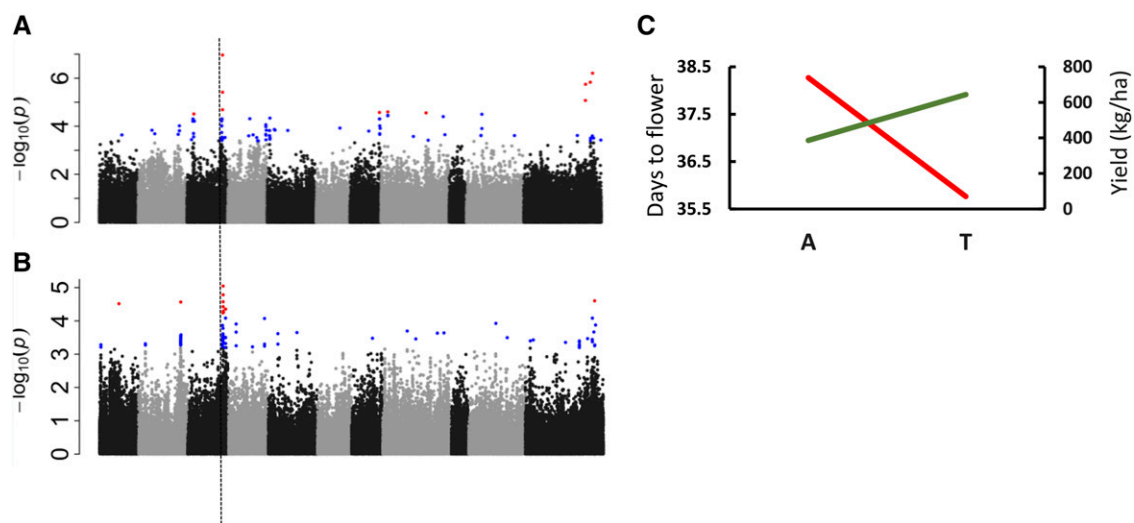 A
−log₁₀(p)
6
4
2
0
B
−log₁₀(p)
5
4
3
2
1
0
C
Days to flower
38.5
37.5
36.5
35.5
A
T
800
600
400
200
0
Yield (kg/ha)